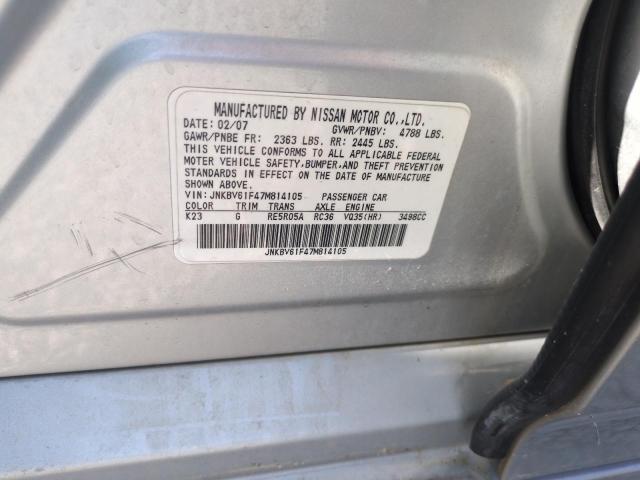 MANUFACTURED BY NISSAN MOTOR CO.,LTD.
DATE: 02/07 GVWR/PNBV: 4788 LBS.
GAWR/PNBE FR: 2363 LBS. RR: 2445 LBS.
THIS VEHICLE CONFORMS TO ALL APPLICABLE FEDERAL
MOTOR VEHICLE SAFETY, BUMPER, AND THEFT PREVENTION
STANDARDS IN EFFECT ON THE DATE OF MANUFACTURE
SHOWN ABOVE.
VIN: JNKBV61F47M814105 PASSENGER CAR
COLOR TRIM TRANS AXLE ENGINE
K23 G RE5R05A RC36 VQ35(HR) 3498CC
JNKBV61F47M814105